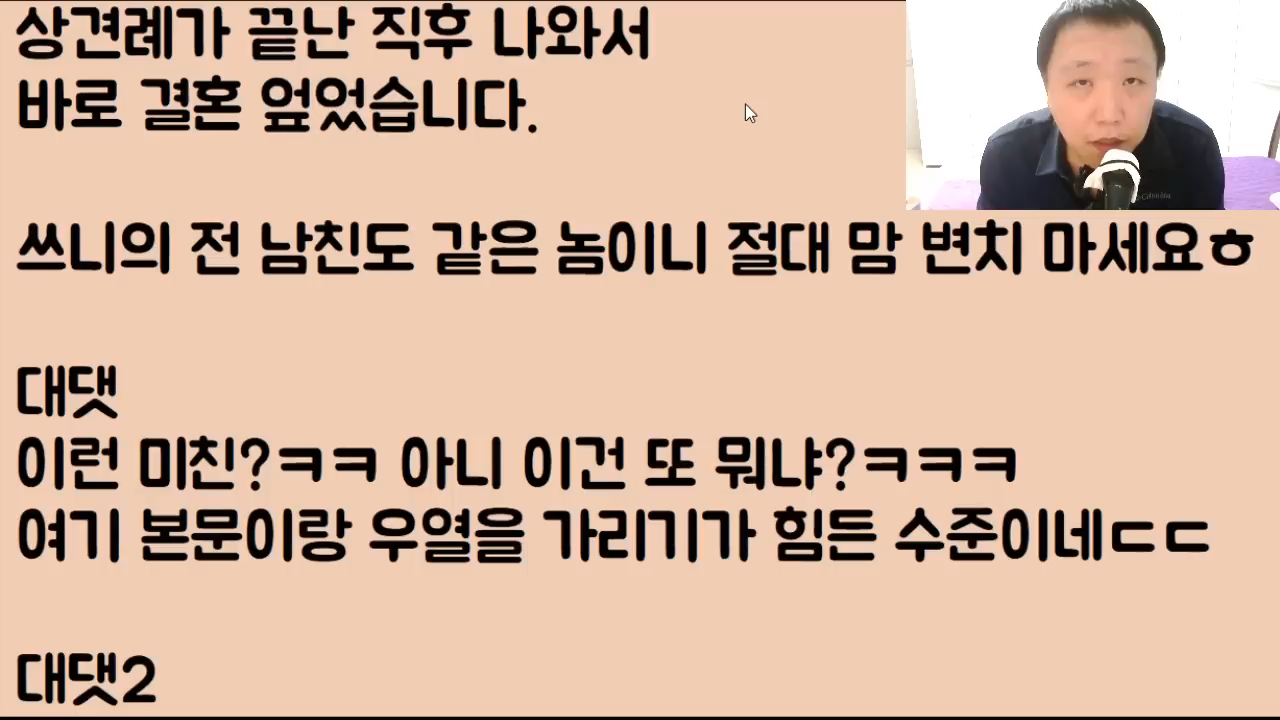 상견례가 끝난 직후 나와서
바로 결혼 엎었습니다.
쓰니의 전 남친도 같은 놈이니 절대 맘 변치 마세요ㅎ
대댓
이런 미친?ㅋㅋ 아니 이건 또 뭐냐?ㅋㅋㅋ
여기 본문이랑 우열을 가리기가 힘든 수준이네ㄷㄷ
대댓2